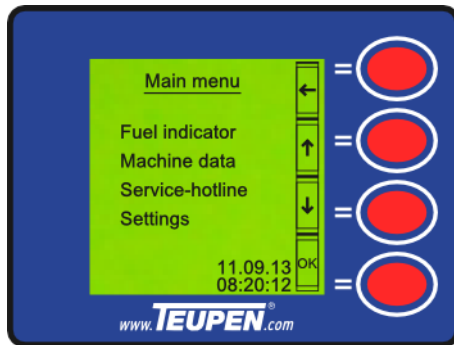 Main menu
Fuel indicator
Machine data
Service-hotline
Settings
11.09.13
08:20:12
←
↑
↓
OK
=
=
=
=
www.TEUPEN®.com